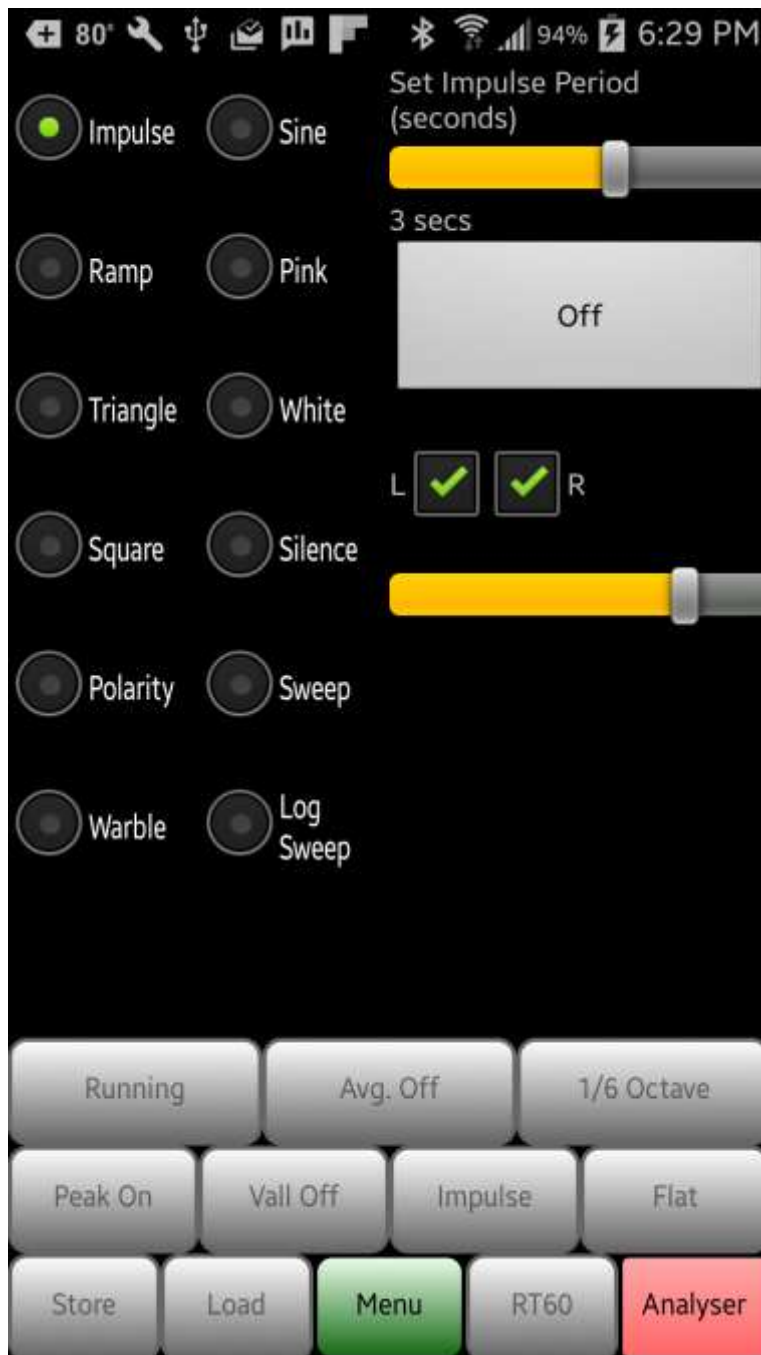 80° 94% 6:29 PM
Impulse Sine
Ramp Pink
Triangle White
Square Silence
Polarity Sweep
Warble Log
Sweep
Set Impulse Period
(seconds)
3 secs
Off
L R
Running Avg. Off 1/6 Octave
Peak On Vall Off Impulse Flat
Store Load Menu RT60 Analyser